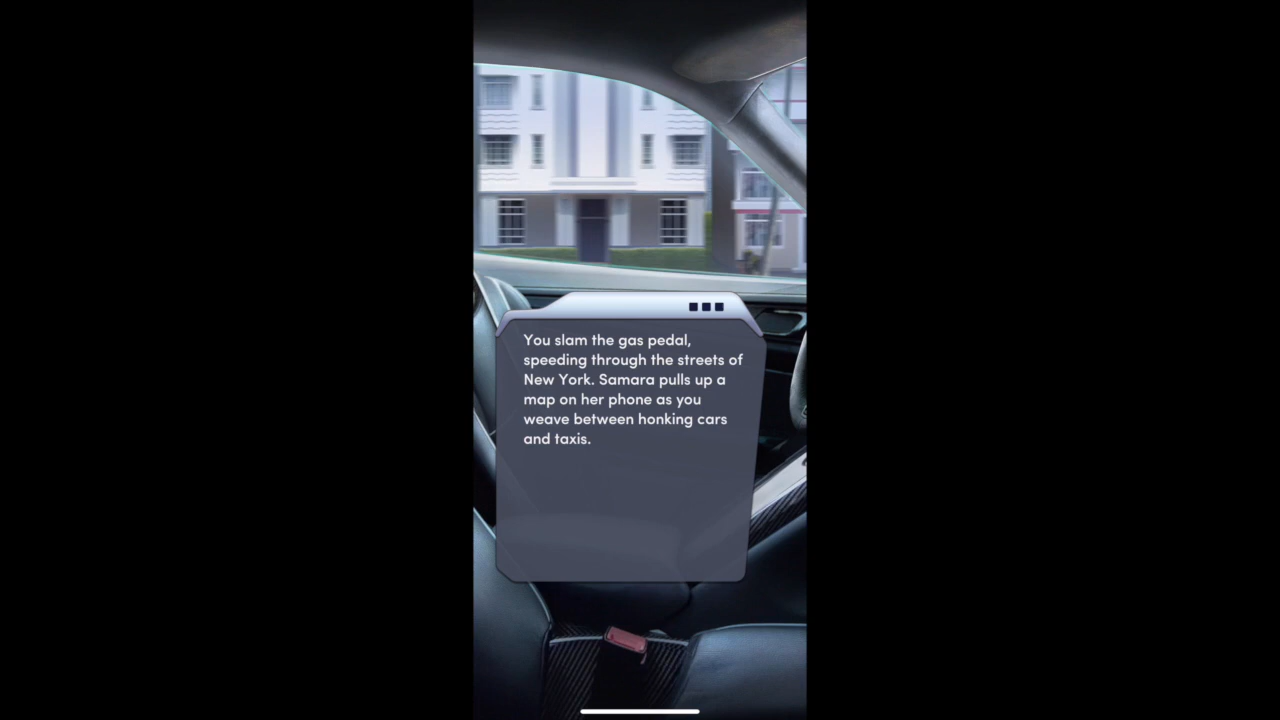 You slam the gas pedal,
speeding through the streets of
New York. Samara pulls up a
map on her phone as you
weave between honking cars
and taxis.